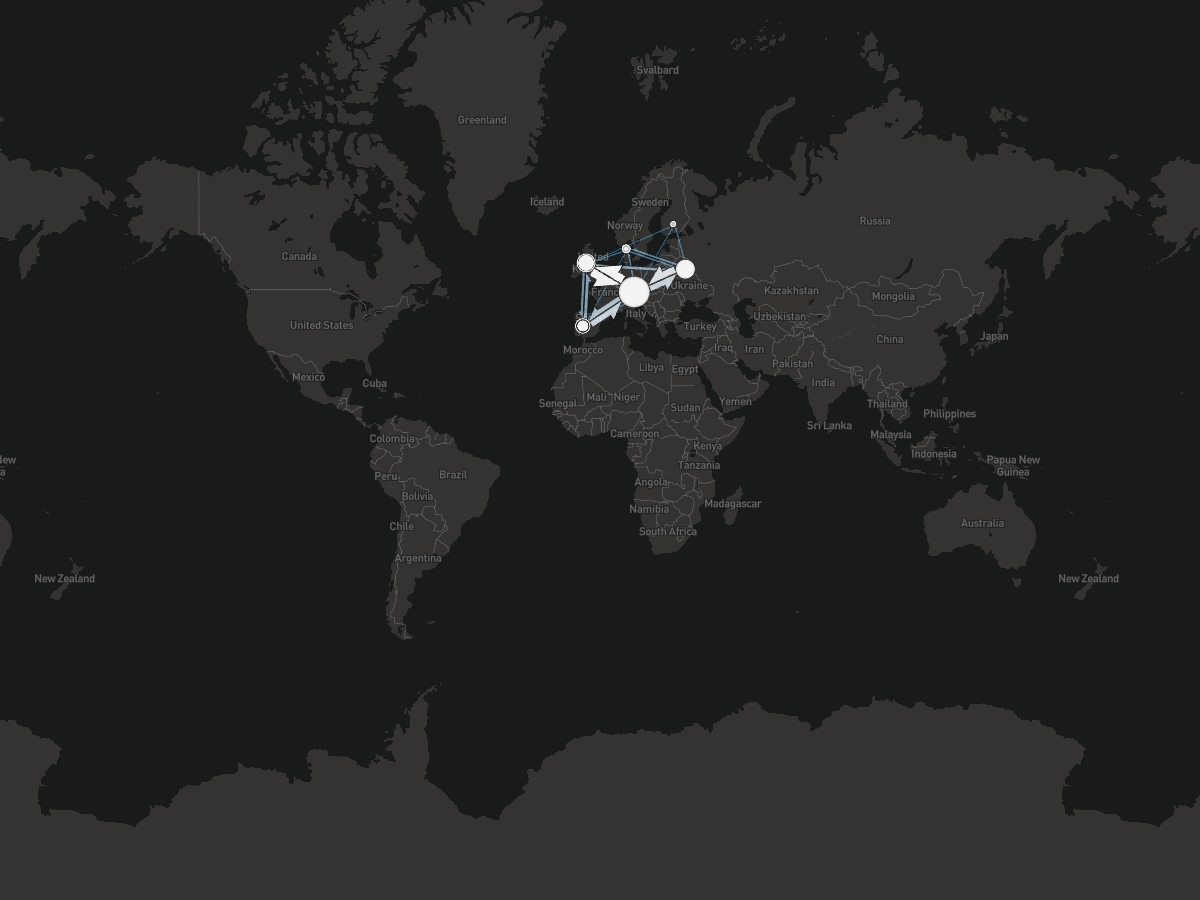 Svalbard
Greenland
Iceland
Sweden
Norway
Russia
Canada
Ukraine
Kazakhstan
Mongolia
Italy
Uzbekistan
United States
Turkey
Japan
China
Morocco
Iraq
Iran
Pakistan
Libya
Egypt
Mexico
Cuba
India
Mali
Niger
Senegal
Sudan
Yemen
Thailand
Philippines
Sri Lanka
Cameroon
Malaysia
Colombia
Kenya
Indonesia
Papua New
Guinea
Tanzania
Peru
Brazil
Angola
Bolivia
Madagascar
Namibia
Chile
Australia
South Africa
Argentina
New Zealand
New Zealand